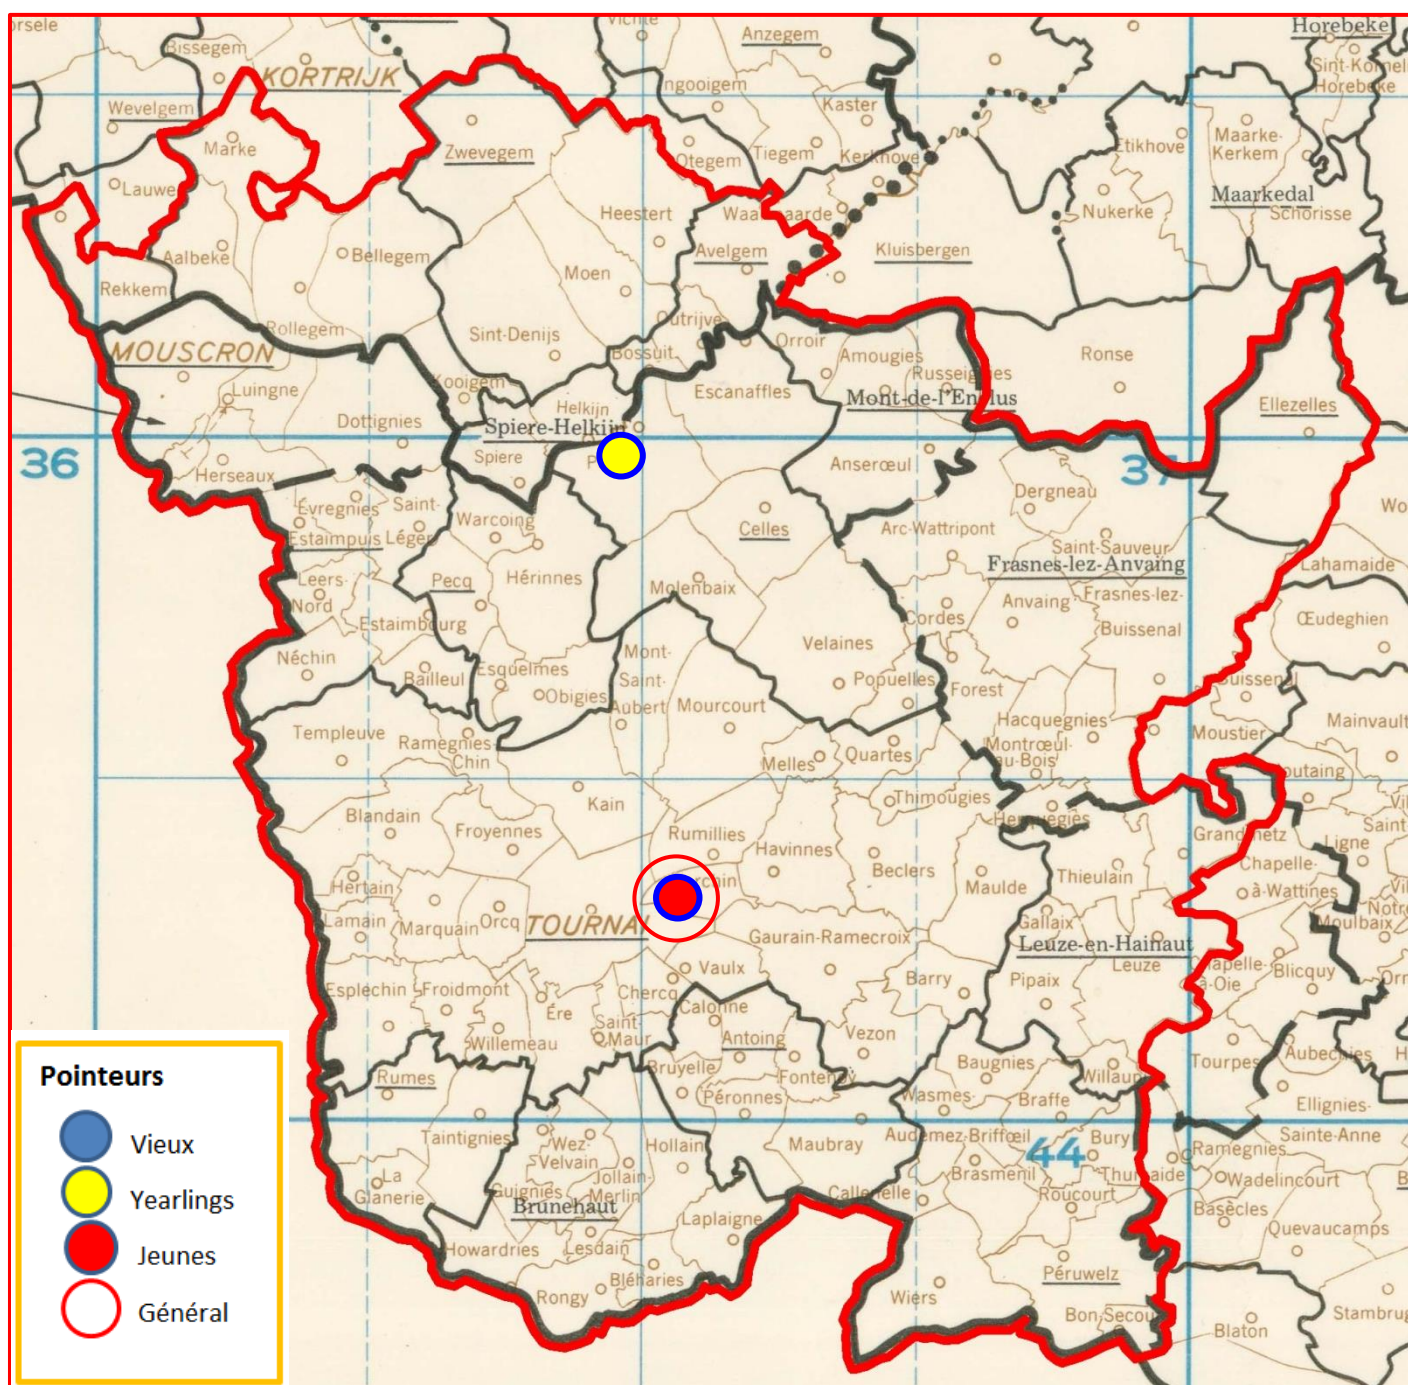 Horebeke
Anzegem
Bissegem
KORTRIJK
Kaster
Wevelgem
Marke
Zwevegem
Otegem
Tiegem
Kerkhove
Etikhove
Maarke-
Kerkem
Lauwe
Maarkedal
Schorisse
Heestert
Nukerke
Aalbeke
Bellegem
Avelgem
Kluisbergen
Moen
Rekkem
Rollegem
Sint-Denijs
Outrijve
Bossuit
Orroir
Amougies
Ronse
MOUSCRON
Luingne
Kooigem
Escanaffles
Russeignies
Mont-de-l'Enclus
Ellezelles
Dottignies
Helkijn
Spiere-Helkijn
36
Herseaux
Spiere
Anserœul
37
Dergneau
Évregnies
Saint-
Léger
Estaimpuis
Warcoing
Celles
Arc-Wattripont
Saint-Sauveur
Frasnes-lez-Anvaing
Lahamaide
Leers-
Nord
Pecq
Hérinnes
Molenbaix
Anvaing
Frasnes-lez-
Buissenal
Cordes
Œudeghien
Estaimbourg
Velaines
Néchin
Bailleul
Esquelmes
Obigies
Mont-
Saint-
Aubert
Popuelles
Forest
Buissenal
Mourcourt
Hacquegnies
Mainvault
Templeuve
Ramegnies-
Chin
Melles
Quartes
Montrœul-
au-Bois
Moustier
Kain
Thimougies
Blandain
Froyennes
Rumillies
Herquegies
Grandmetz
Ligne
Havinnes
Beclers
Maulde
Thieulain
Chapelle-
à-Wattines
Hertain
Lamain
Marquain
Orcq
TOURNAI
Gaurain-Ramecroix
Gallaix
Leuze-en-Hainaut
Leuze
Moulbaix
Vaulx
Barry
Pipaix
Blicquy
Esplechin
Froidmont
Ere
Chercq
Calonne
Willemeau
Saint-
Maur
Antoing
Vezon
Tourpes
Aubechies
Rumes
Bruyelle
Fontenoy
Baugnies
Péronnes
Wasmes-
Audemez-Briffœil
Braffe
Ellignies-
Sainte-Anne
Taintignies
Wez-
Velvain
Hollain
Maubray
Brasmenil
44
Bury
Ramegnies
Wadelincourt
La
Glanerie
Guignies
Jollain-
Merlin
Brunehaut
Callenelle
Roucourt
Basècles
Quevaucamps
Laplaigne
Howardries
Lesdain
Bléharies
Rongy
Wiers
Péruwelz
Blaton
Pointeurs
Vieux
Yearlings
Jeunes
Général